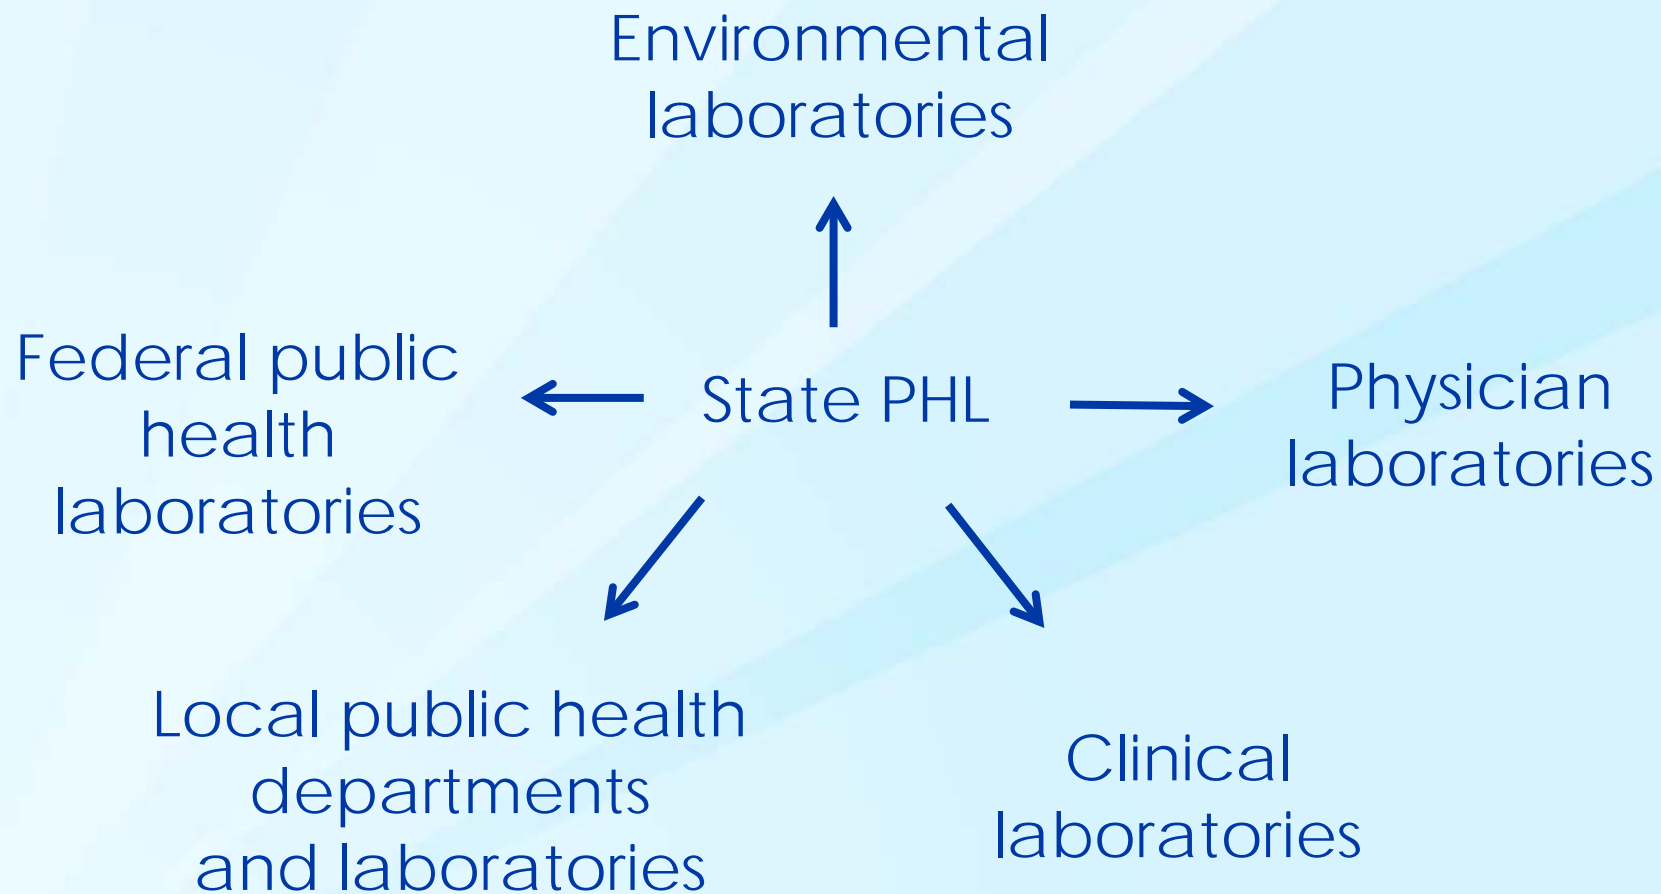 Environmental
laboratories
Federal public
health
laboratories
State PHL
Physician
laboratories
Local public health
departments
and laboratories
Clinical
laboratories